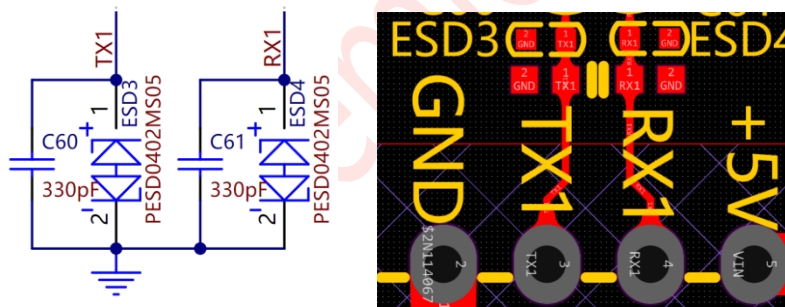 TX1
C60
330pF
1
ESD3
PESD0402MS05
2
RX1
C61
330pF
1
ESD4
PESD0402MS05
2
ESD3
2
GND
1
TX1
1
RX1
2
GND
ESD4
2
GND
1
TX1
1
RX1
2
GND
GND
TX1
RX1
+5V
$2N114067
2
TX1
3
RX1
4
VIN
5